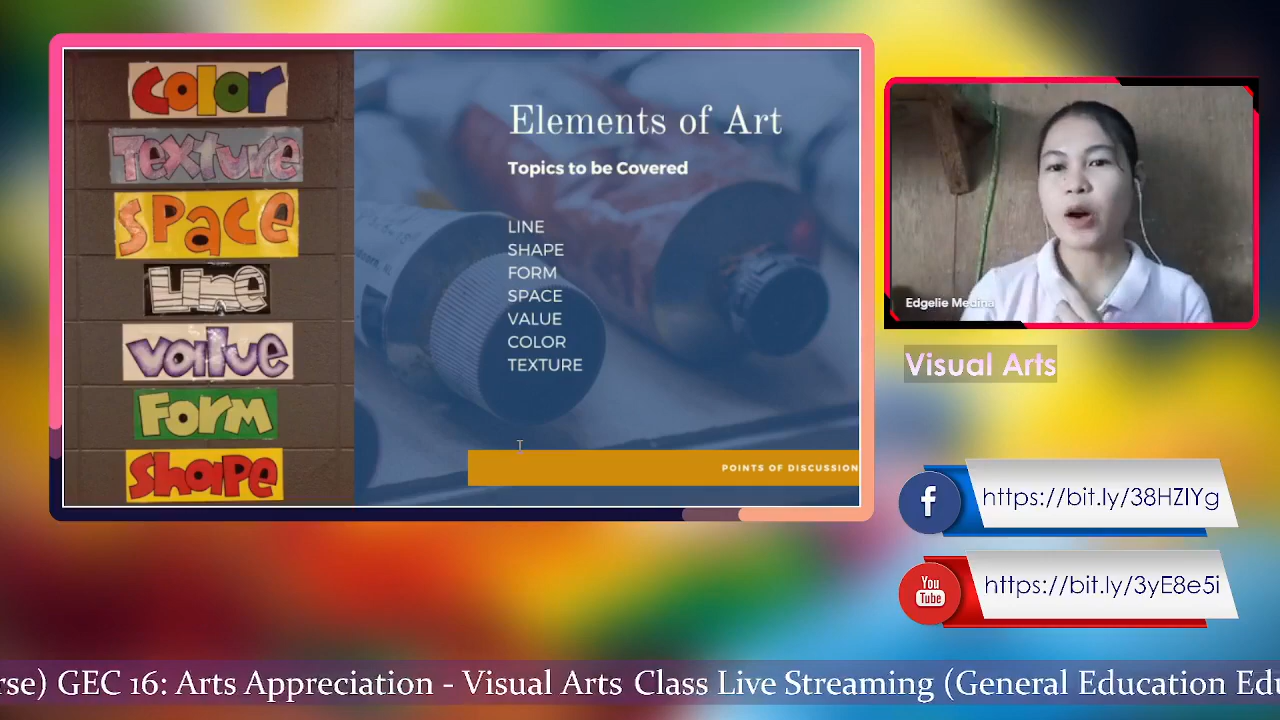 COLOR
TEXTURE
SPACE
Line
value
FORM
Shape
Elements of Art
Topics to be Covered
LINE
SHAPE
FORM
SPACE
VALUE
COLOR
TEXTURE
POINTS OF DISCUSSION
Edgelie Medina
Visual Arts
f
https://bit.ly/38HZIYg
You
Tube
https://bit.ly/3yE8e5i
rse) GEC 16: Arts Appreciation - Visual Arts Class Live Streaming (General Education Edu